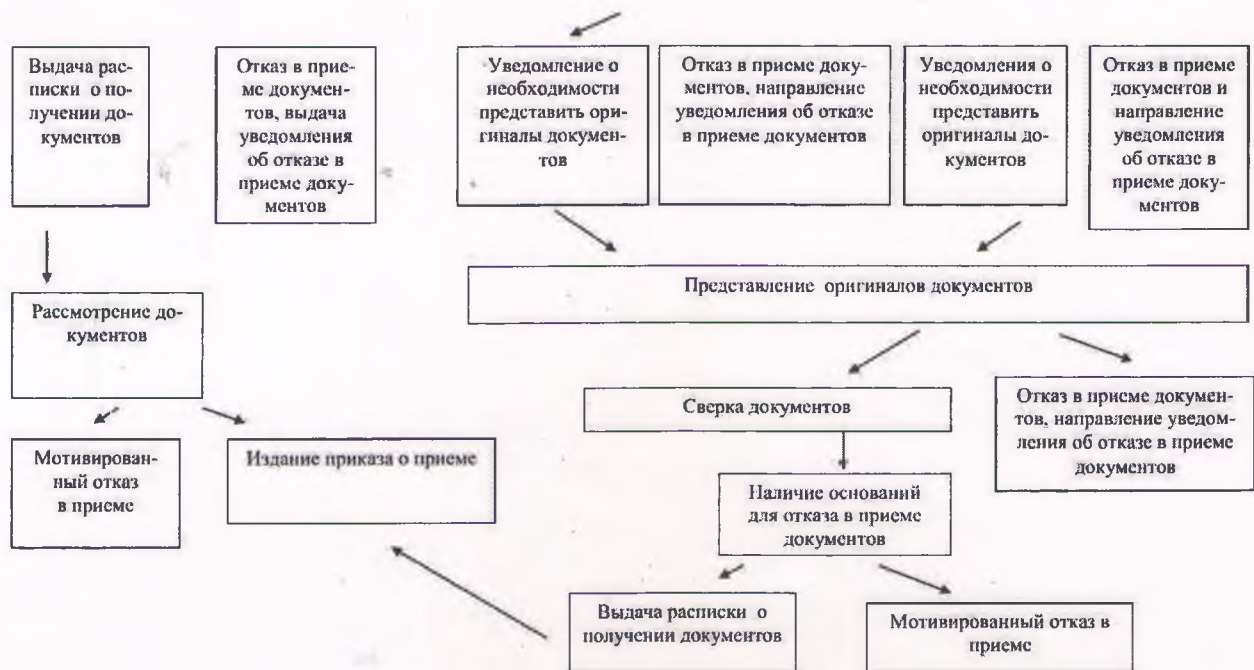 Выдача рас-
писки о по-
лучении до-
кументов
Отказ в прие-
ме докумен-
тов, выдача
уведомления
об отказе в
приеме доку-
ментов
Уведомление о
необходимости
представить ори-
гиналы докумен-
тов
Отказ в приеме доку-
ментов, направление
уведомления об отказе
в приеме документов
Уведомления о
необходимости
представить
оригиналы до-
кументов
Отказ в приеме
документов и
направление
уведомления
об отказе в
приеме доку-
ментов
Представление оригиналов документов
Рассмотрение до-
кументов
Сверка документов
Отказ в приеме докумен-
тов, направление уведом-
ления об отказе в приеме
документов
Мотивирован-
ный отказ
в приеме
Издание приказа о приеме
Наличие оснований
для отказа в приеме
документов
Выдача расписки о
получении документов
Мотивированный отказ в
приеме